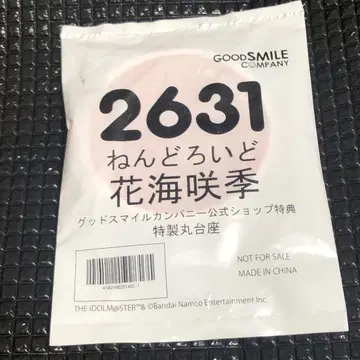 GOODSMILE
COMPANY
2631
ねんどろいど
花海咲季
グッドスマイルカンパニー公式ショップ特典
特製丸台座
NOT FOR SALE
MADE IN CHINA
THE IDOLM@STER™& ©Bandai Namco Entertainment Inc.